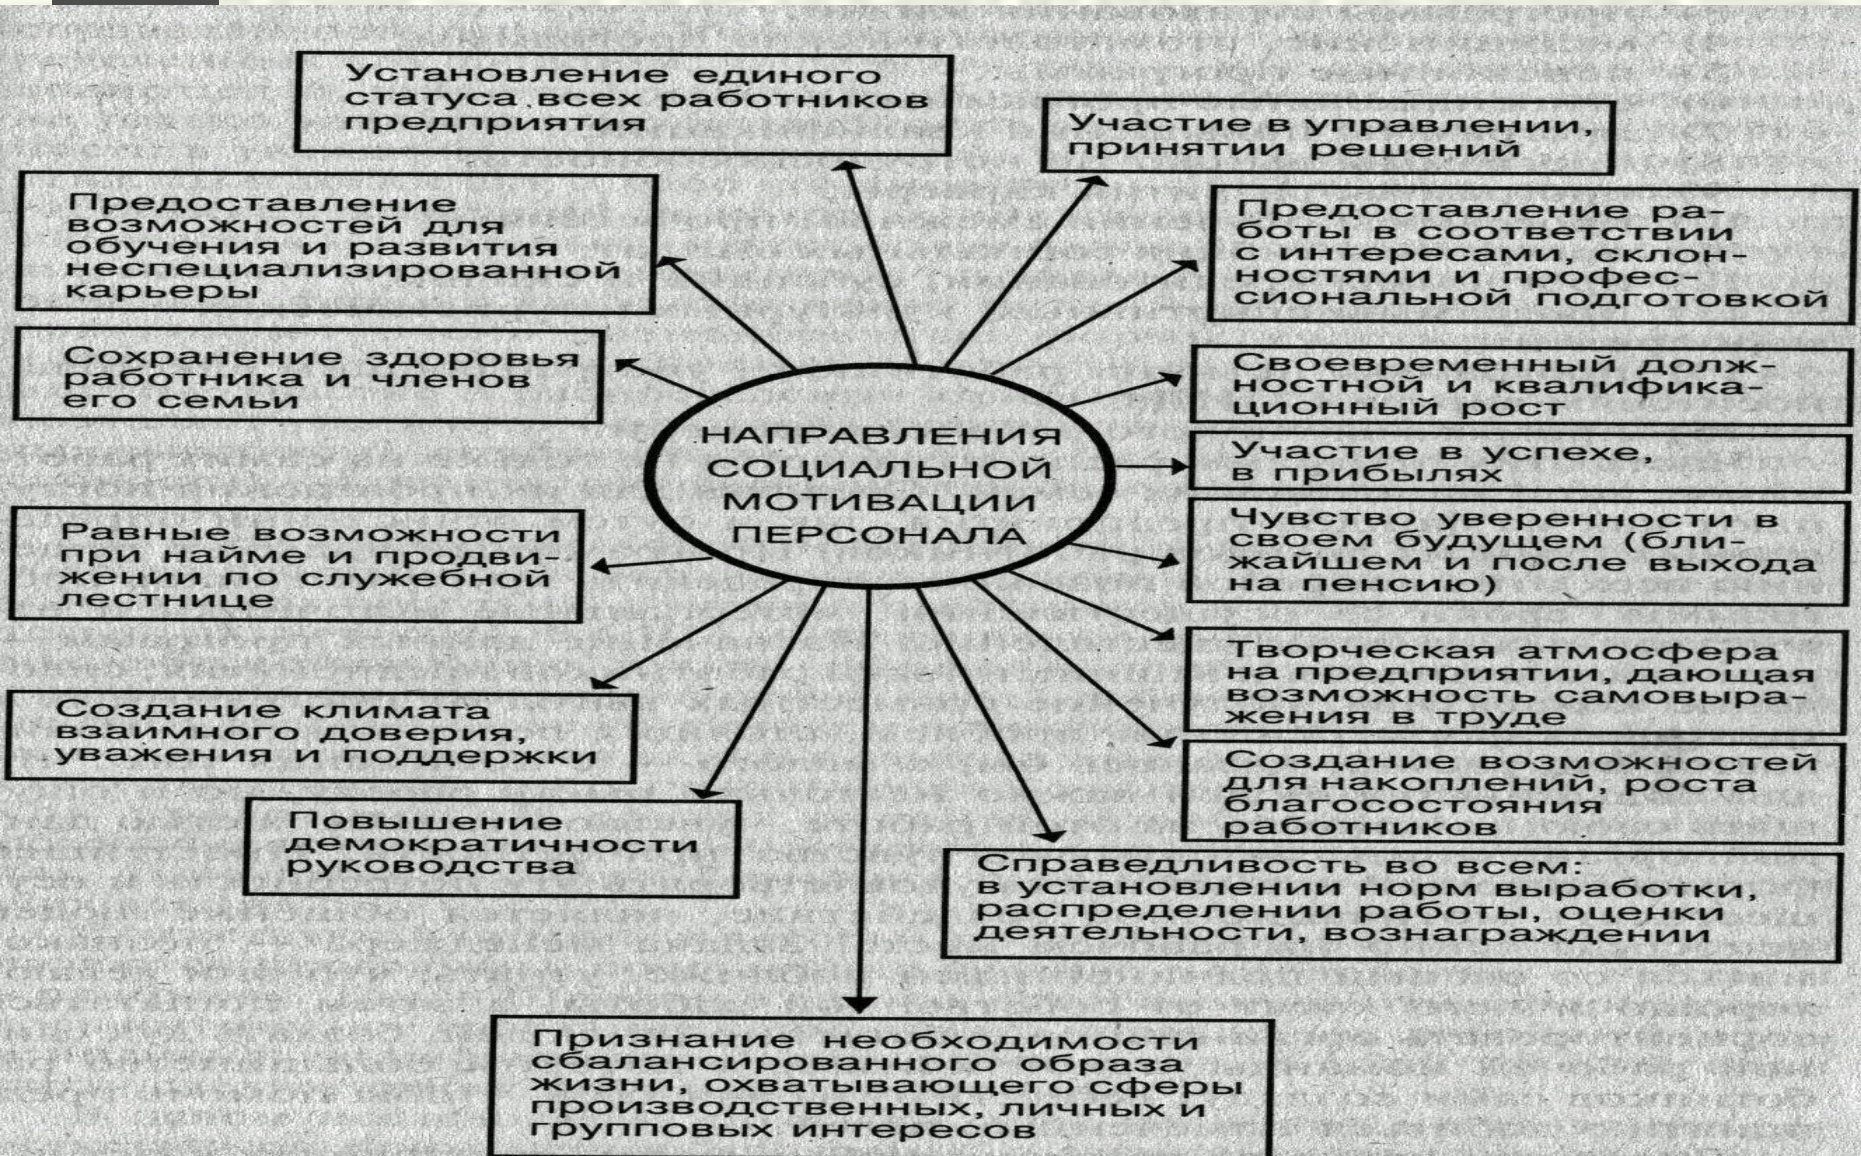 Установление единого
статуса всех работников
предприятия
Участие в управлении,
принятии решений
Предоставление
возможностей для
обучения и развития
неспециализированной
карьеры
Предоставление ра-
боты в соответствии
с интересами, склон-
ностями и профес-
сиональной подготовкой
Сохранение здоровья
работника и членов
его семьи
Своевременный долж-
ностной и квалифика-
ционный рост
НАПРАВЛЕНИЯ
СОЦИАЛЬНОЙ
МОТИВАЦИИ
ПЕРСОНАЛА
Участие в успехе,
в прибылях
Равные возможности
при найме и продви-
жении по служебной
лестнице
Чувство уверенности в
своем будущем (бли-
жайшем и после выхода
на пенсию)
Творческая атмосфера
на предприятии, дающая
возможность самовыра-
жения в труде
Создание климата
взаимного доверия,
уважения и поддержки
Создание возможностей
для накоплений, роста
благосостояния
работников
Повышение
демократичности
руководства
Справедливость во всем:
в установлении норм выработки,
распределении работы, оценки
деятельности, вознаграждении
Признание необходимости
сбалансированного образа
жизни, охватывающего сферы
производственных, личных и
групповых интересов